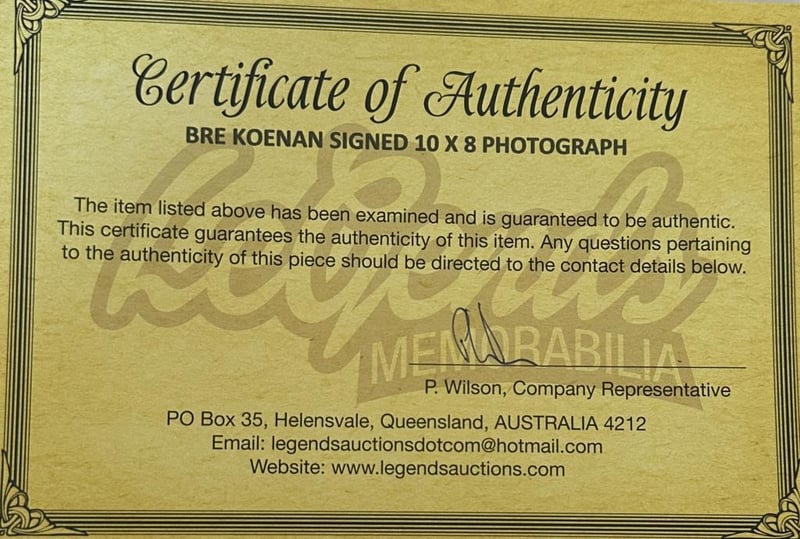 Certificate of Authenticity
BRE KOENAN SIGNED 10 X 8 PHOTOGRAPH
The item listed above has been examined and is guaranteed to be authentic.
This certificate guarantees the authenticity of this item. Any questions pertaining
to the authenticity of this piece should be directed to the contact details below.
Legends
MEMORABILIA
P. Wilson, Company Representative
PO Box 35, Helensvale, Queensland, AUSTRALIA 4212
Email: legendsauctionsdotcom@hotmail.com
Website: www.legendsauctions.com